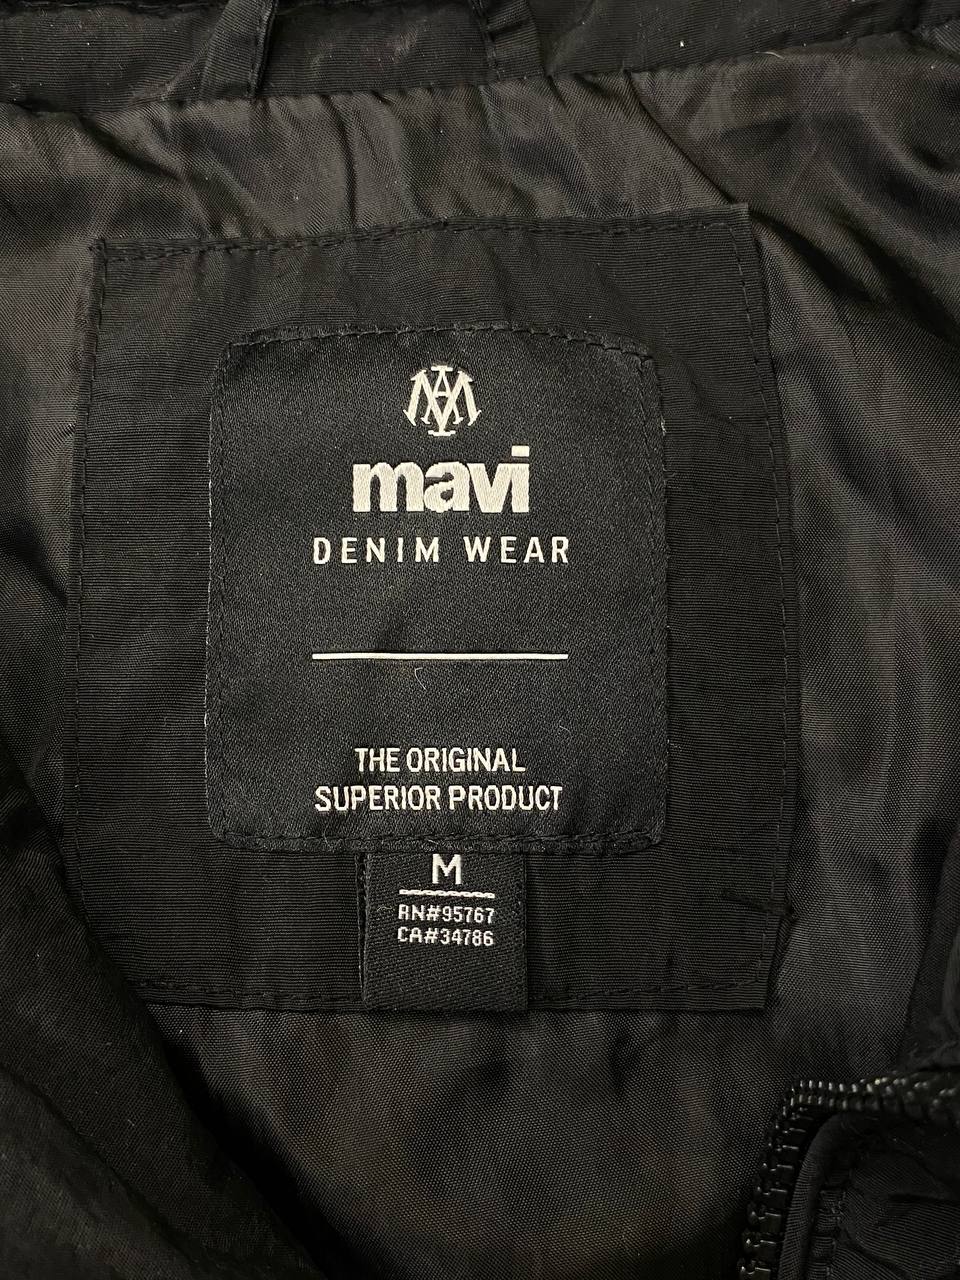 mavi
DENIM WEAR
THE ORIGINAL
SUPERIOR PRODUCT
M
RN#95767
CA#34786